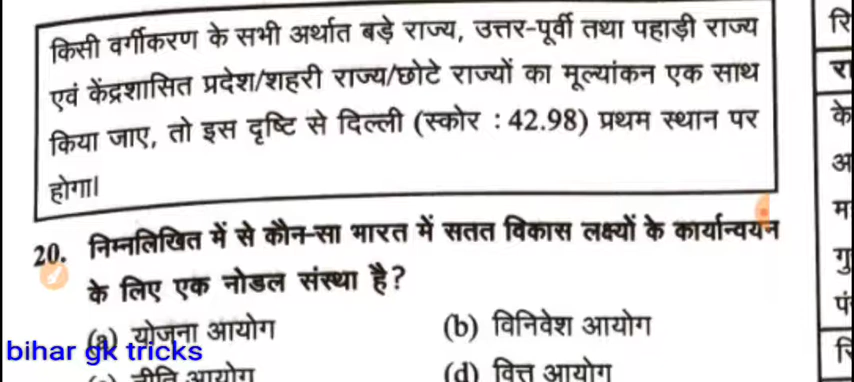 किसी वर्गीकरण के सभी अर्थात बड़े राज्य, उत्तर-पूर्वी तथा पहाड़ी राज्य
एवं केंद्रशासित प्रदेश/शहरी राज्य/छोटे राज्यों का मूल्यांकन एक साथ
किया जाए, तो इस दृष्टि से दिल्ली (स्कोर : 42.98) प्रथम स्थान पर
होगा।
20. निम्नलिखित में से कौन-सा भारत में सतत विकास लक्ष्यों के कार्यान्वयन
के लिए एक नोडल संस्था है?
(a) योजना आयोग (b) विनिवेश आयोग
bihar gk tricks
नीति आयोग (d) वित्त आयोग
रि
रा
के
अ
म
गु
पं